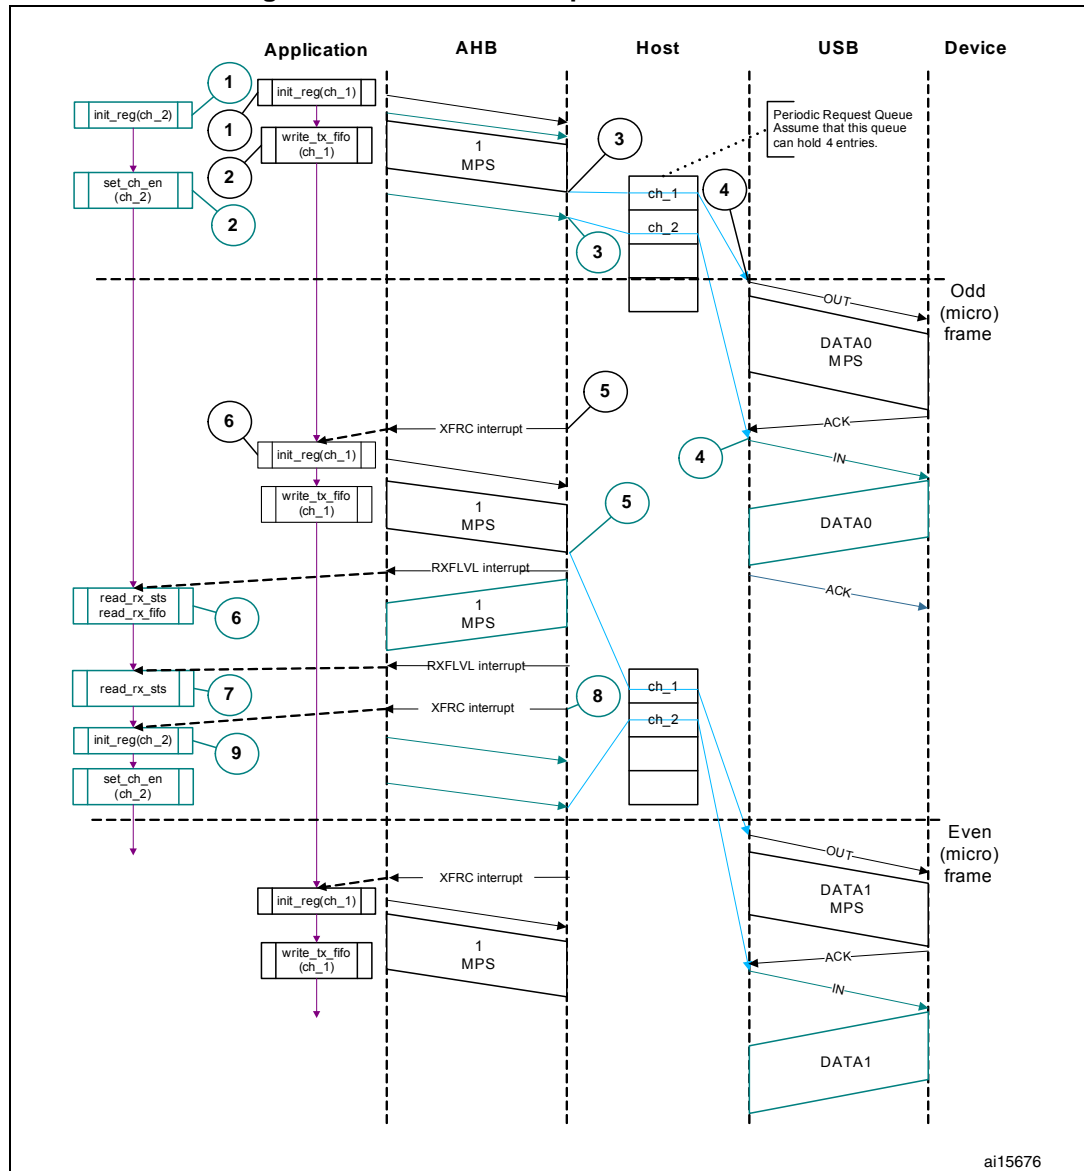 Application
AHB
Host
USB
Device
1
init_reg(ch_2)
init_reg(ch_1)
1
Periodic Request Queue
Assume that this queue
can hold 4 entries.
write_tx_fifo
(ch_1)
2
1
MPS
3
set_ch_en
(ch_2)
2
ch_1
4
ch_2
3
Odd
(micro)
frame
OUT
DATA0
MPS
5
6
XFRC interrupt
ACK
init_reg(ch_1)
4
IN
write_tx_fifo
(ch_1)
1
MPS
5
DATA0
RXFLVL interrupt
read_rx_sts
read_rx_fifo
6
1
MPS
ACK
RXFLVL interrupt
read_rx_sts
7
8
ch_1
XFRC interrupt
ch_2
init_reg(ch_2)
9
set_ch_en
(ch_2)
Even
(micro)
frame
OUT
XFRC interrupt
init_reg(ch_1)
DATA1
MPS
write_tx_fifo
(ch_1)
1
MPS
ACK
IN
DATA1
ai15676